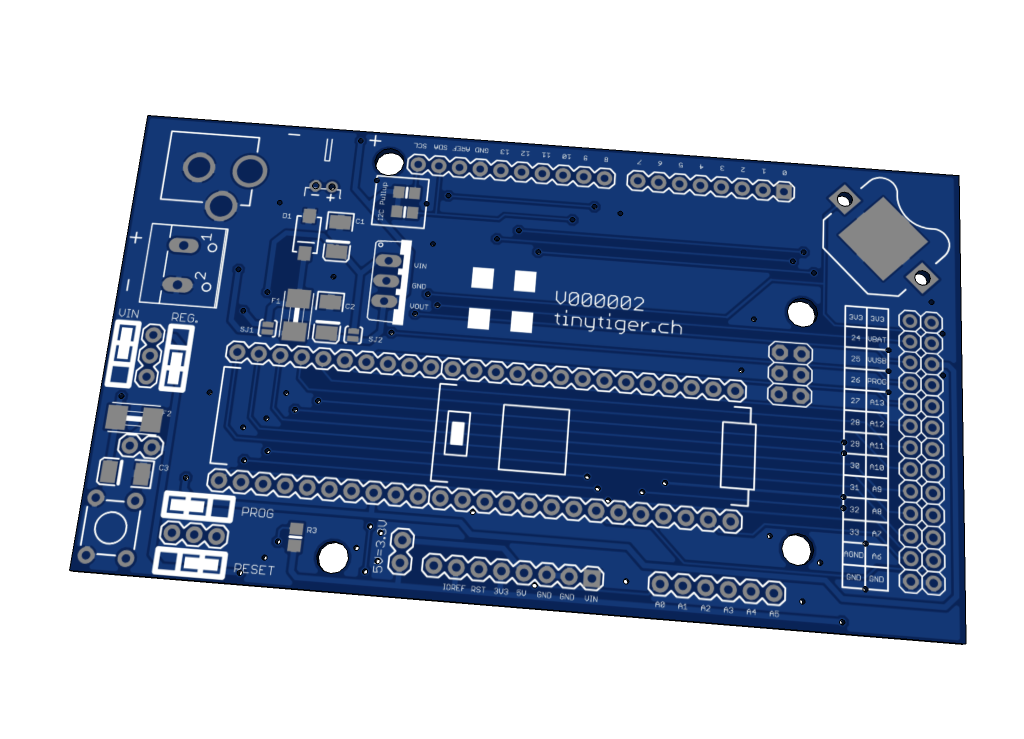 − +
SCL SDA AREF GND 13 12 11 10 9 8 7 6 5 4 3 2 1 0
I2C Pullup
− +
D1 C1
+ 1
− 2
VIN
GND
VOUT
F1 C2
SJ1 SJ2
V000002
tinytiger.ch
VIN REG.
3V3 3V3
24 VBAT
25 VUSB
26 PROG
27 A13
28 A12
29 A11
30 A10
31 A9
32 A8
33 A7
AGND A6
GND GND
F2
C3
PROG
R3
RESET
5V=3.0V
IOREF RST 3V3 5V GND GND VIN
A0 A1 A2 A3 A4 A5